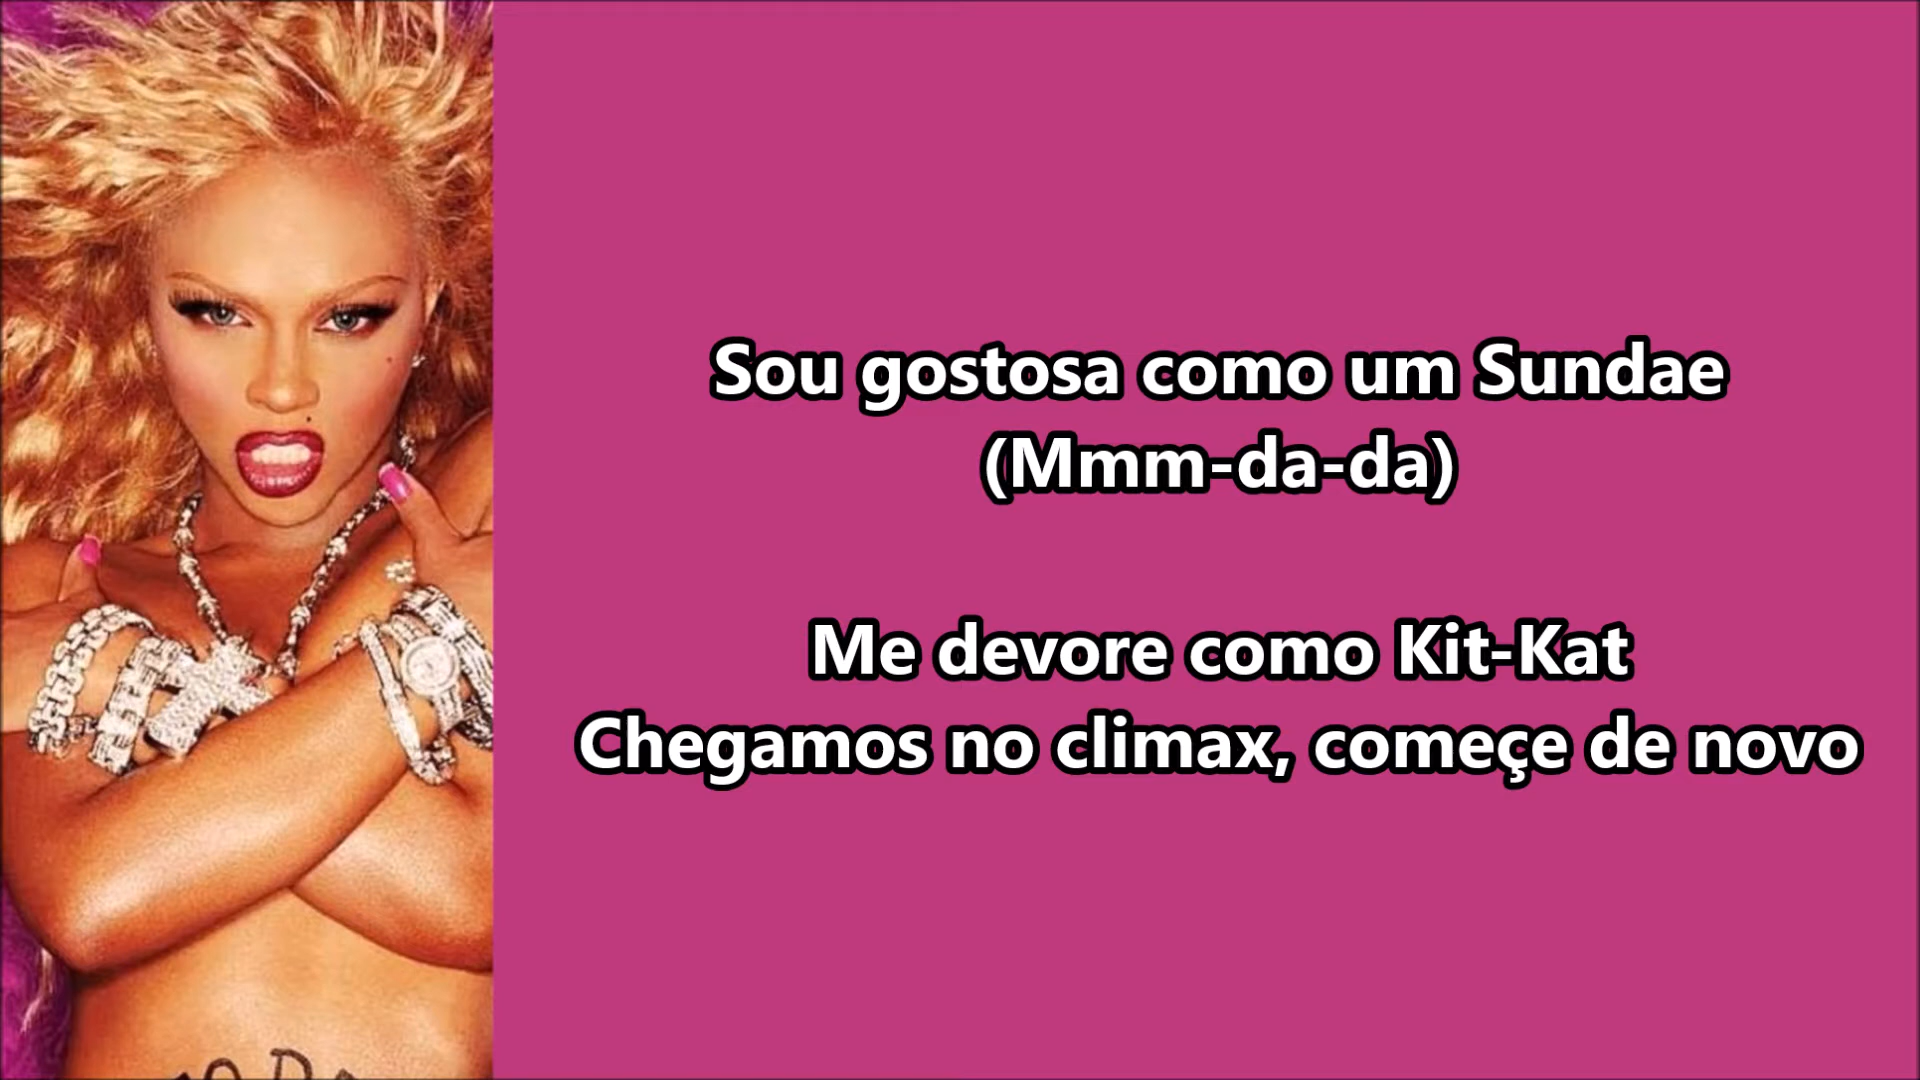 Sou gostosa como um Sundae
(Mmm-da-da)
Me devore como Kit-Kat
Chegamos no climax, começe de novo